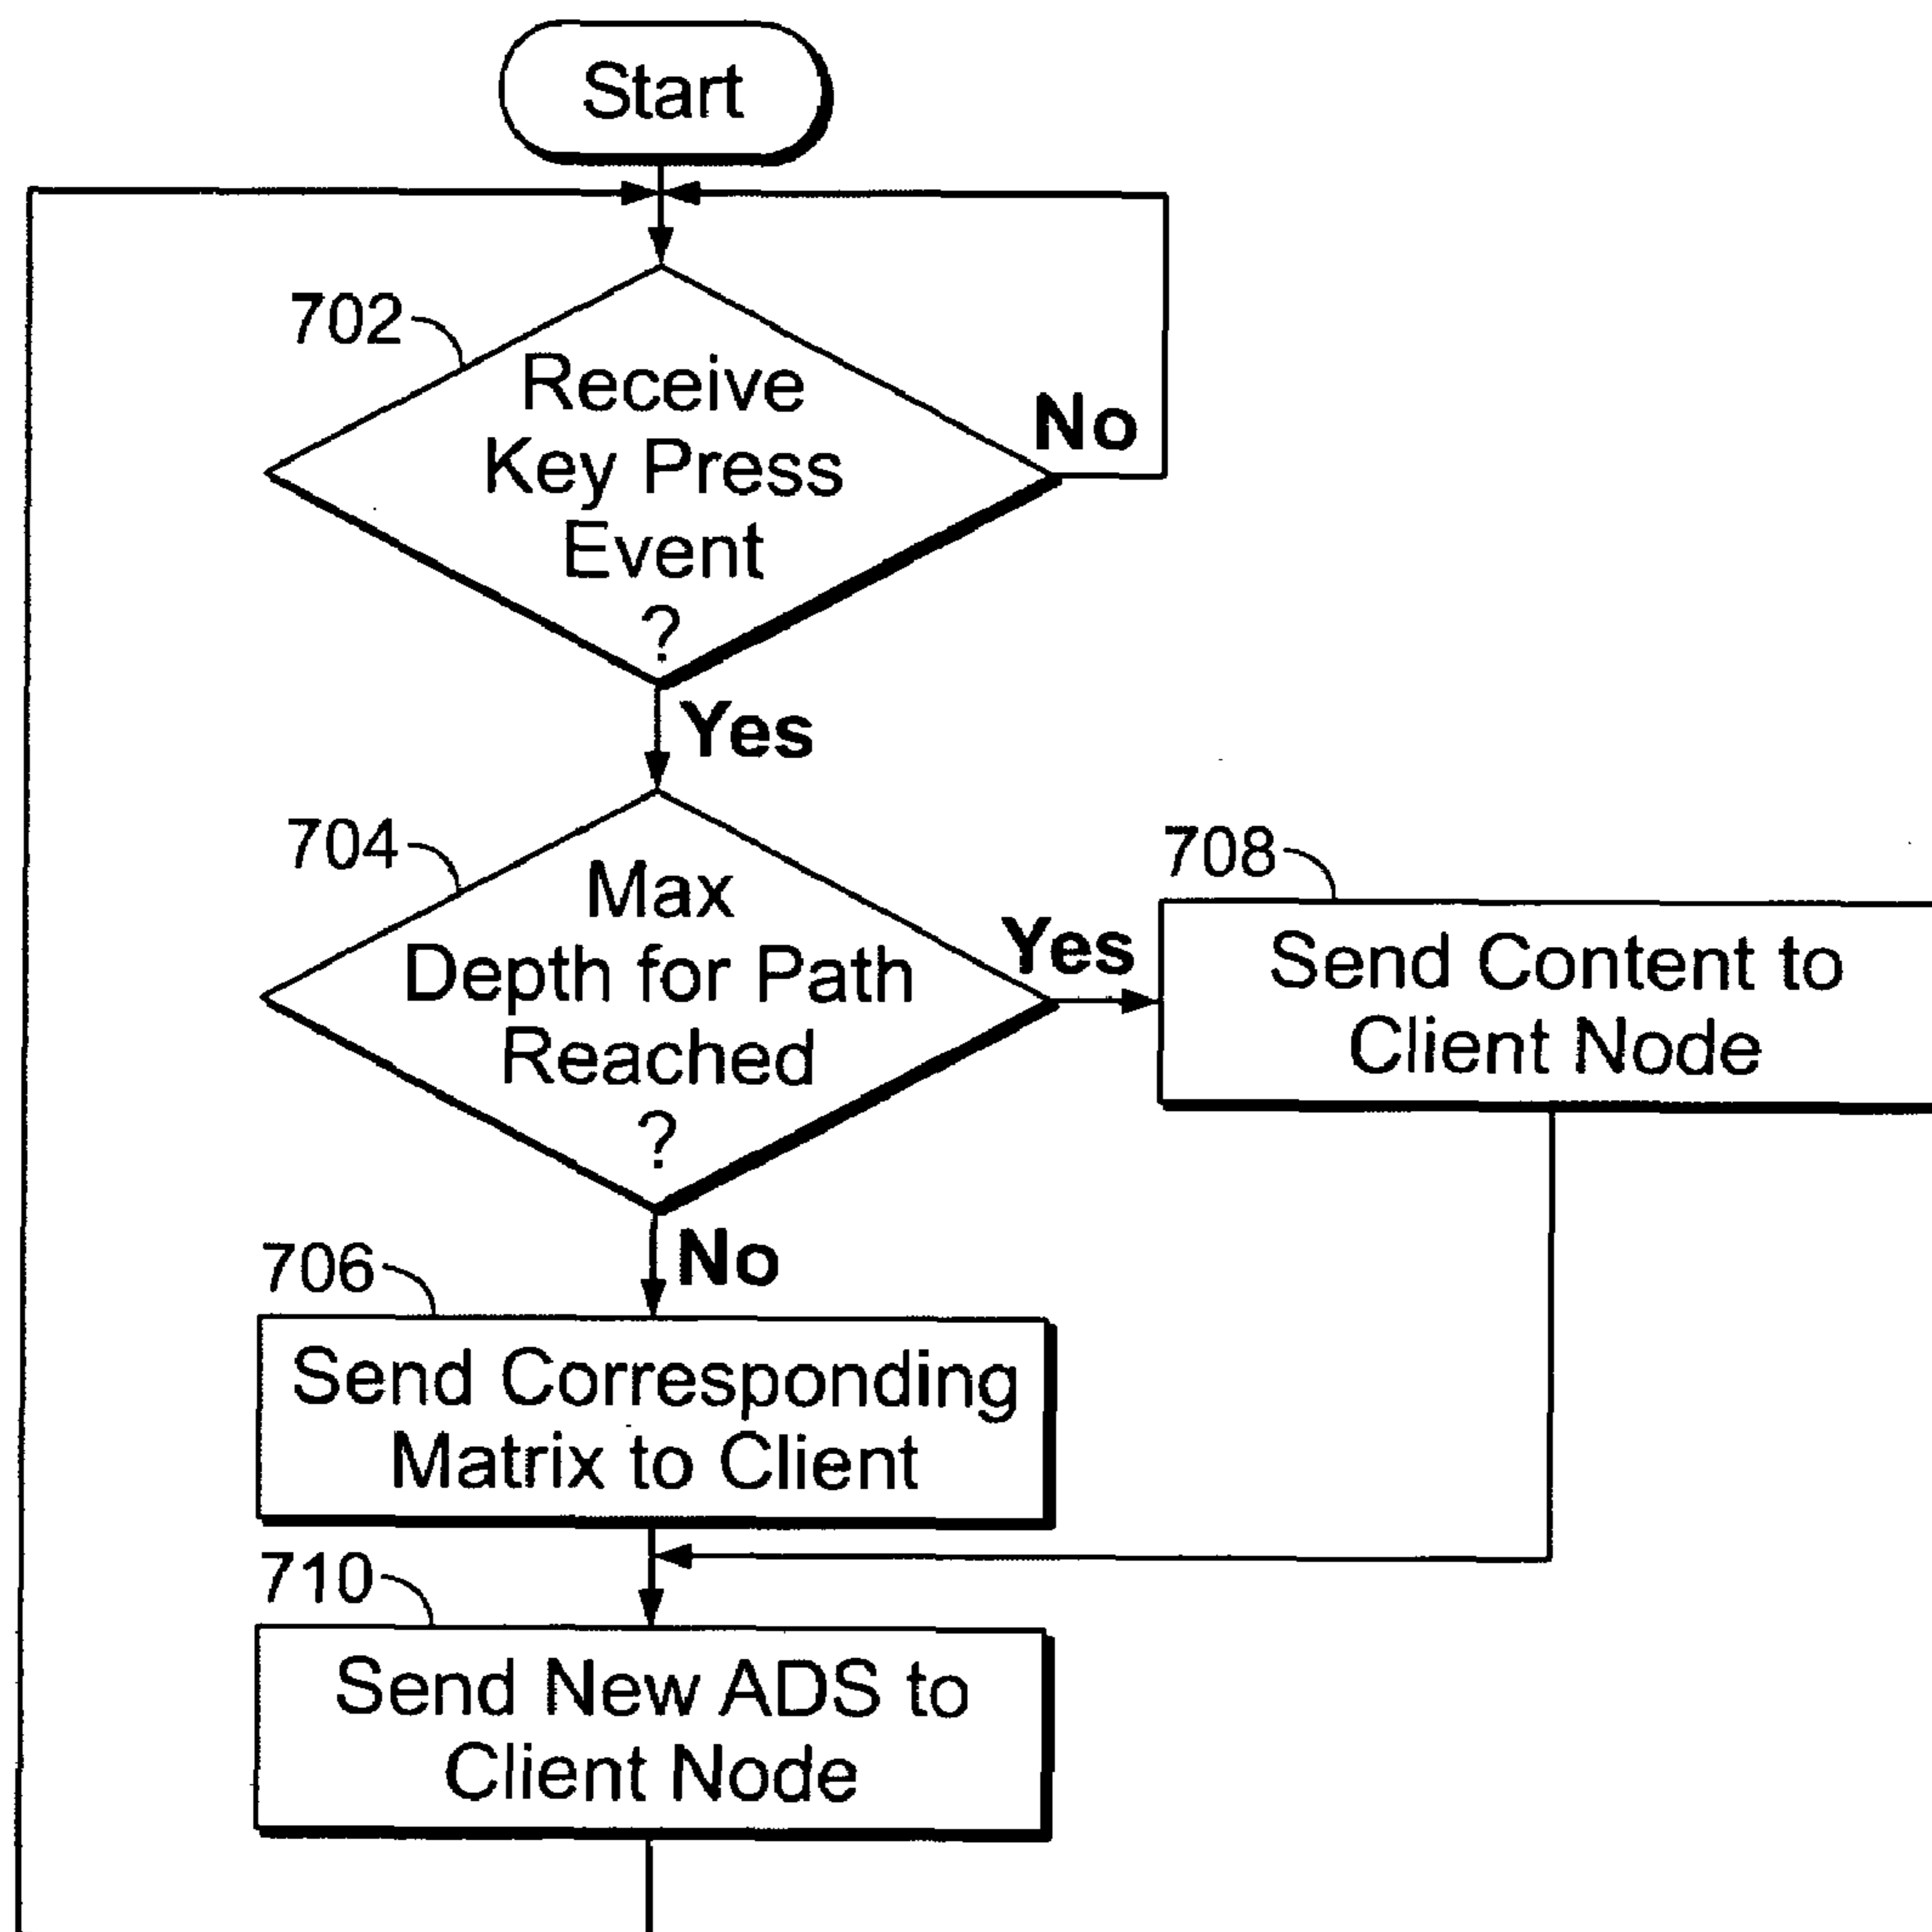 Start
702
Receive
Key Press
Event
?
No
Yes
704
Max
Depth for Path
Reached
?
Yes
708
Send Content to
Client Node
No
706
Send Corresponding
Matrix to Client
710
Send New ADS to
Client Node